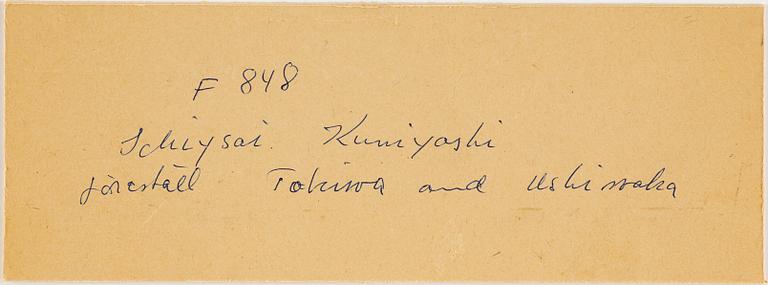 F 848
Ichiysai. Kuniyoshi
föreställ Tokiwa and Ushiwaka